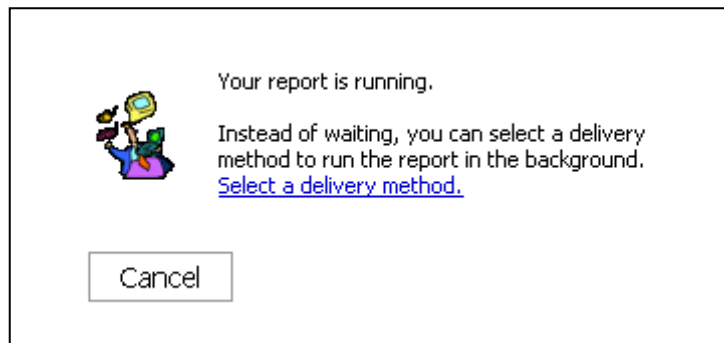 Your report is running.
Instead of waiting, you can select a delivery
method to run the report in the background.
Select a delivery method.
Cancel